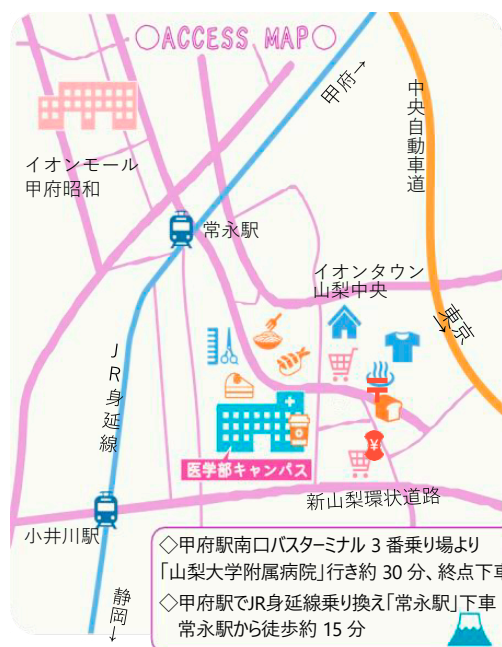 ○ACCESS MAP○
甲府→
中央自動車道
イオンモール
甲府昭和
常永駅
イオンタウン
山梨中央
東京→
JR身延線
¥
医学部キャンパス
新山梨環状道路
小井川駅
静岡→
◇甲府駅南口バスターミナル 3 番乗り場より
「山梨大学附属病院」行き約 30 分、終点下車
◇甲府駅でJR身延線乗り換え「常永駅」下車
常永駅から徒歩約 15 分